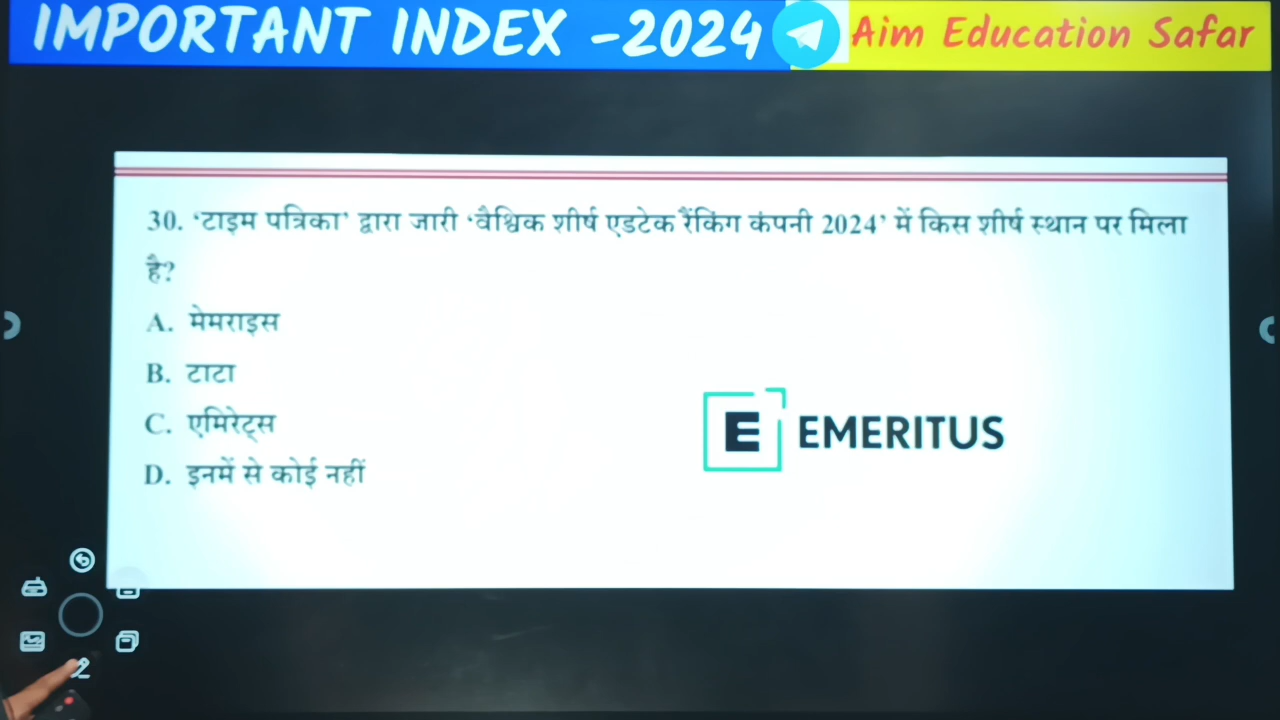 IMPORTANT INDEX -2024 Aim Education Safar
30. ‘टाइम पत्रिका’ द्वारा जारी ‘वैश्विक शीर्ष एडटेक रैंकिंग कंपनी 2024’ में किस शीर्ष स्थान पर मिला
है?
A. मेमराइस
B. टाटा
C. एमिरेट्स
D. इनमें से कोई नहीं
E EMERITUS